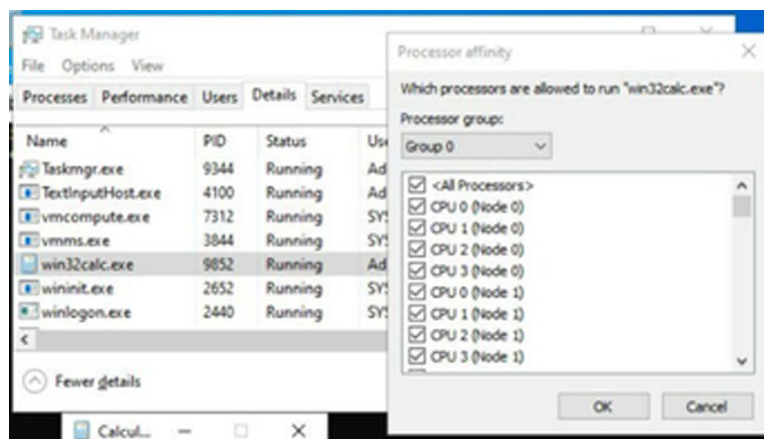 Task Manager
File Options View
Processes Performance Users Details Services
Name PID Status Use
Taskmgr.exe 9344 Running Ad
TextInputHost.exe 4100 Running Ad
vmcompute.exe 7312 Running SYS
vmms.exe 3844 Running SYS
win32calc.exe 9852 Running Ad
wininit.exe 2652 Running SYS
winlogon.exe 2440 Running SYS
Fewer details
Calcul...
Processor affinity
Which processors are allowed to run "win32calc.exe"?
Processor group:
Group 0
<All Processors>
CPU 0 (Node 0)
CPU 1 (Node 0)
CPU 2 (Node 0)
CPU 3 (Node 0)
CPU 0 (Node 1)
CPU 1 (Node 1)
CPU 2 (Node 1)
CPU 3 (Node 1)
OK Cancel